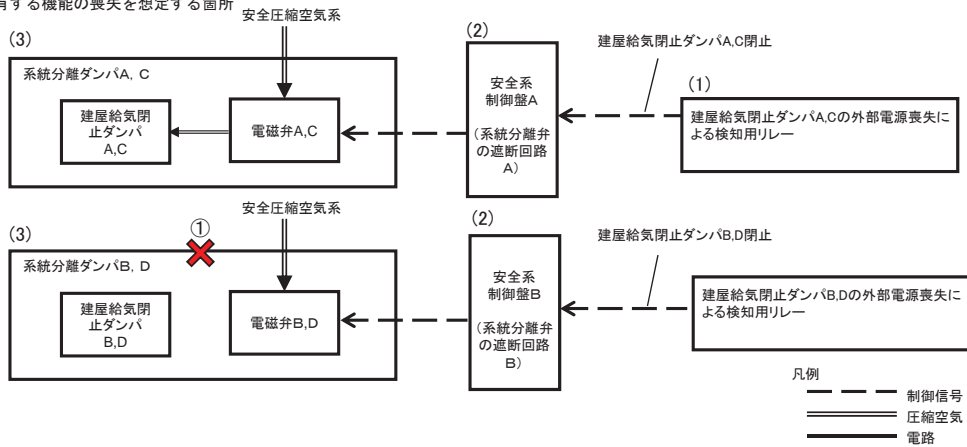 有する機能の喪失を想定する箇所
安全圧縮空気系
(3)
系統分離ダンパA, C
建屋給気閉
止ダンパ
A,C
電磁弁A,C
(2)
安全系
制御盤A
(系統分離弁
の遮断回路
A)
建屋給気閉止ダンパA,C閉止
(1)
建屋給気閉止ダンパA,Cの外部電源喪失に
よる検知用リレー
安全圧縮空気系
(3)
①
系統分離ダンパB, D
建屋給気閉
止ダンパ
B,D
電磁弁B,D
(2)
安全系
制御盤B
(系統分離弁
の遮断回路
B)
建屋給気閉止ダンパB,D閉止
建屋給気閉止ダンパB,Dの外部電源喪失に
よる検知用リレー
凡例
制御信号
圧縮空気
電路